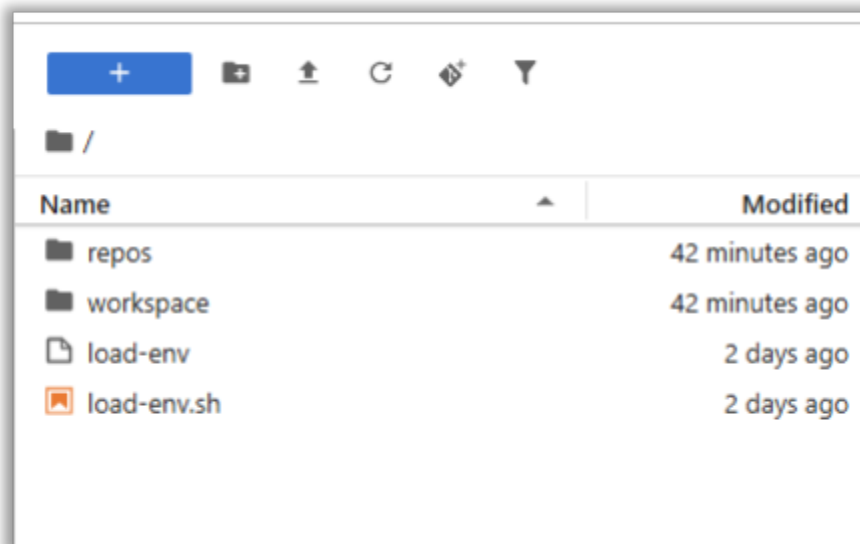 +
/
Name Modified
repos 42 minutes ago
workspace 42 minutes ago
load-env 2 days ago
load-env.sh 2 days ago